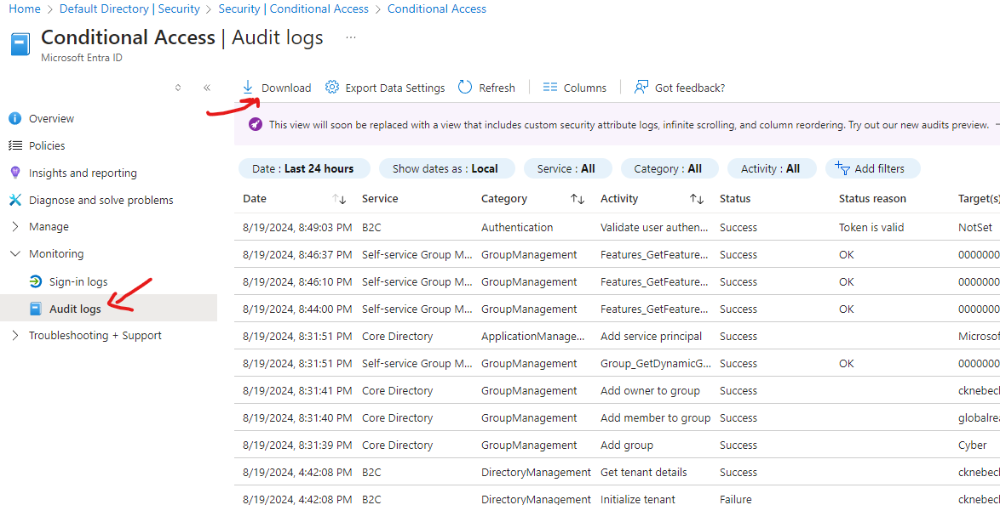 Home > Default Directory | Security > Security | Conditional Access > Conditional Access
Conditional Access | Audit logs ...
Microsoft Entra ID
Download Export Data Settings Refresh Columns Got feedback?
This view will soon be replaced with a view that includes custom security attribute logs, infinite scrolling, and column reordering. Try out our new audits preview.
Overview
Policies
Insights and reporting
Diagnose and solve problems
Manage
Monitoring
Sign-in logs
Audit logs
Troubleshooting + Support
Date : Last 24 hours Show dates as : Local Service : All Category : All Activity : All Add filters
Date Service Category Activity Status Status reason Target(s)
8/19/2024, 8:49:03 PM B2C Authentication Validate user authen... Success Token is valid NotSet
8/19/2024, 8:46:37 PM Self-service Group M... GroupManagement Features_GetFeature... Success OK 0000000
8/19/2024, 8:46:10 PM Self-service Group M... GroupManagement Features_GetFeature... Success OK 0000000
8/19/2024, 8:44:00 PM Self-service Group M... GroupManagement Features_GetFeature... Success OK 0000000
8/19/2024, 8:31:51 PM Core Directory ApplicationManage... Add service principal Success Microsof
8/19/2024, 8:31:51 PM Self-service Group M... GroupManagement Group_GetDynamicG... Success OK 0000000
8/19/2024, 8:31:41 PM Core Directory GroupManagement Add owner to group Success cknebeck
8/19/2024, 8:31:40 PM Core Directory GroupManagement Add member to group Success globalrea
8/19/2024, 8:31:39 PM Core Directory GroupManagement Add group Success Cyber
8/19/2024, 4:42:08 PM B2C DirectoryManagement Get tenant details Success cknebeck
8/19/2024, 4:42:08 PM B2C DirectoryManagement Initialize tenant Failure cknebeck